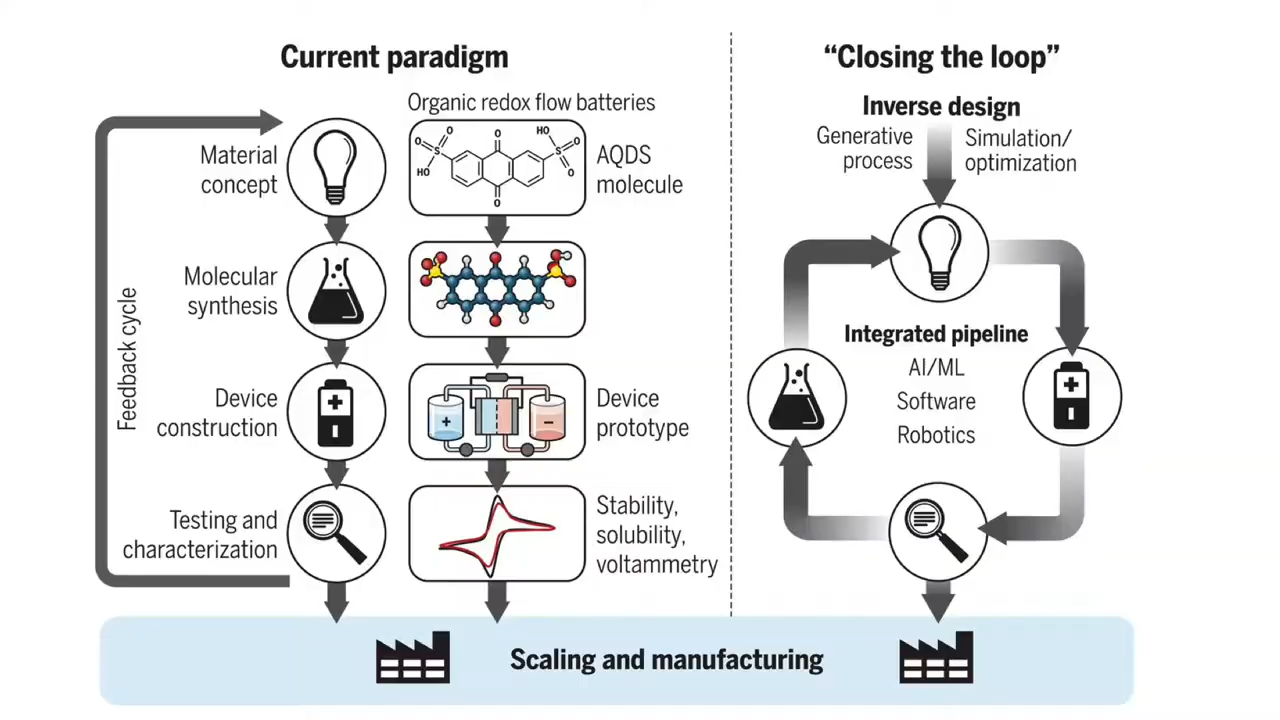 Current paradigm
Organic redox flow batteries
Feedback cycle
Material
concept
HO
O
O
S
O
O
S
O
O
HO
O
AQDS
molecule
Molecular
synthesis
Device
construction
+
+
−
Device
prototype
Testing and
characterization
Stability,
solubility,
voltammetry
“Closing the loop”
Inverse design
Generative
process
Simulation/
optimization
Integrated pipeline
AI/ML
Software
Robotics
+
Scaling and manufacturing